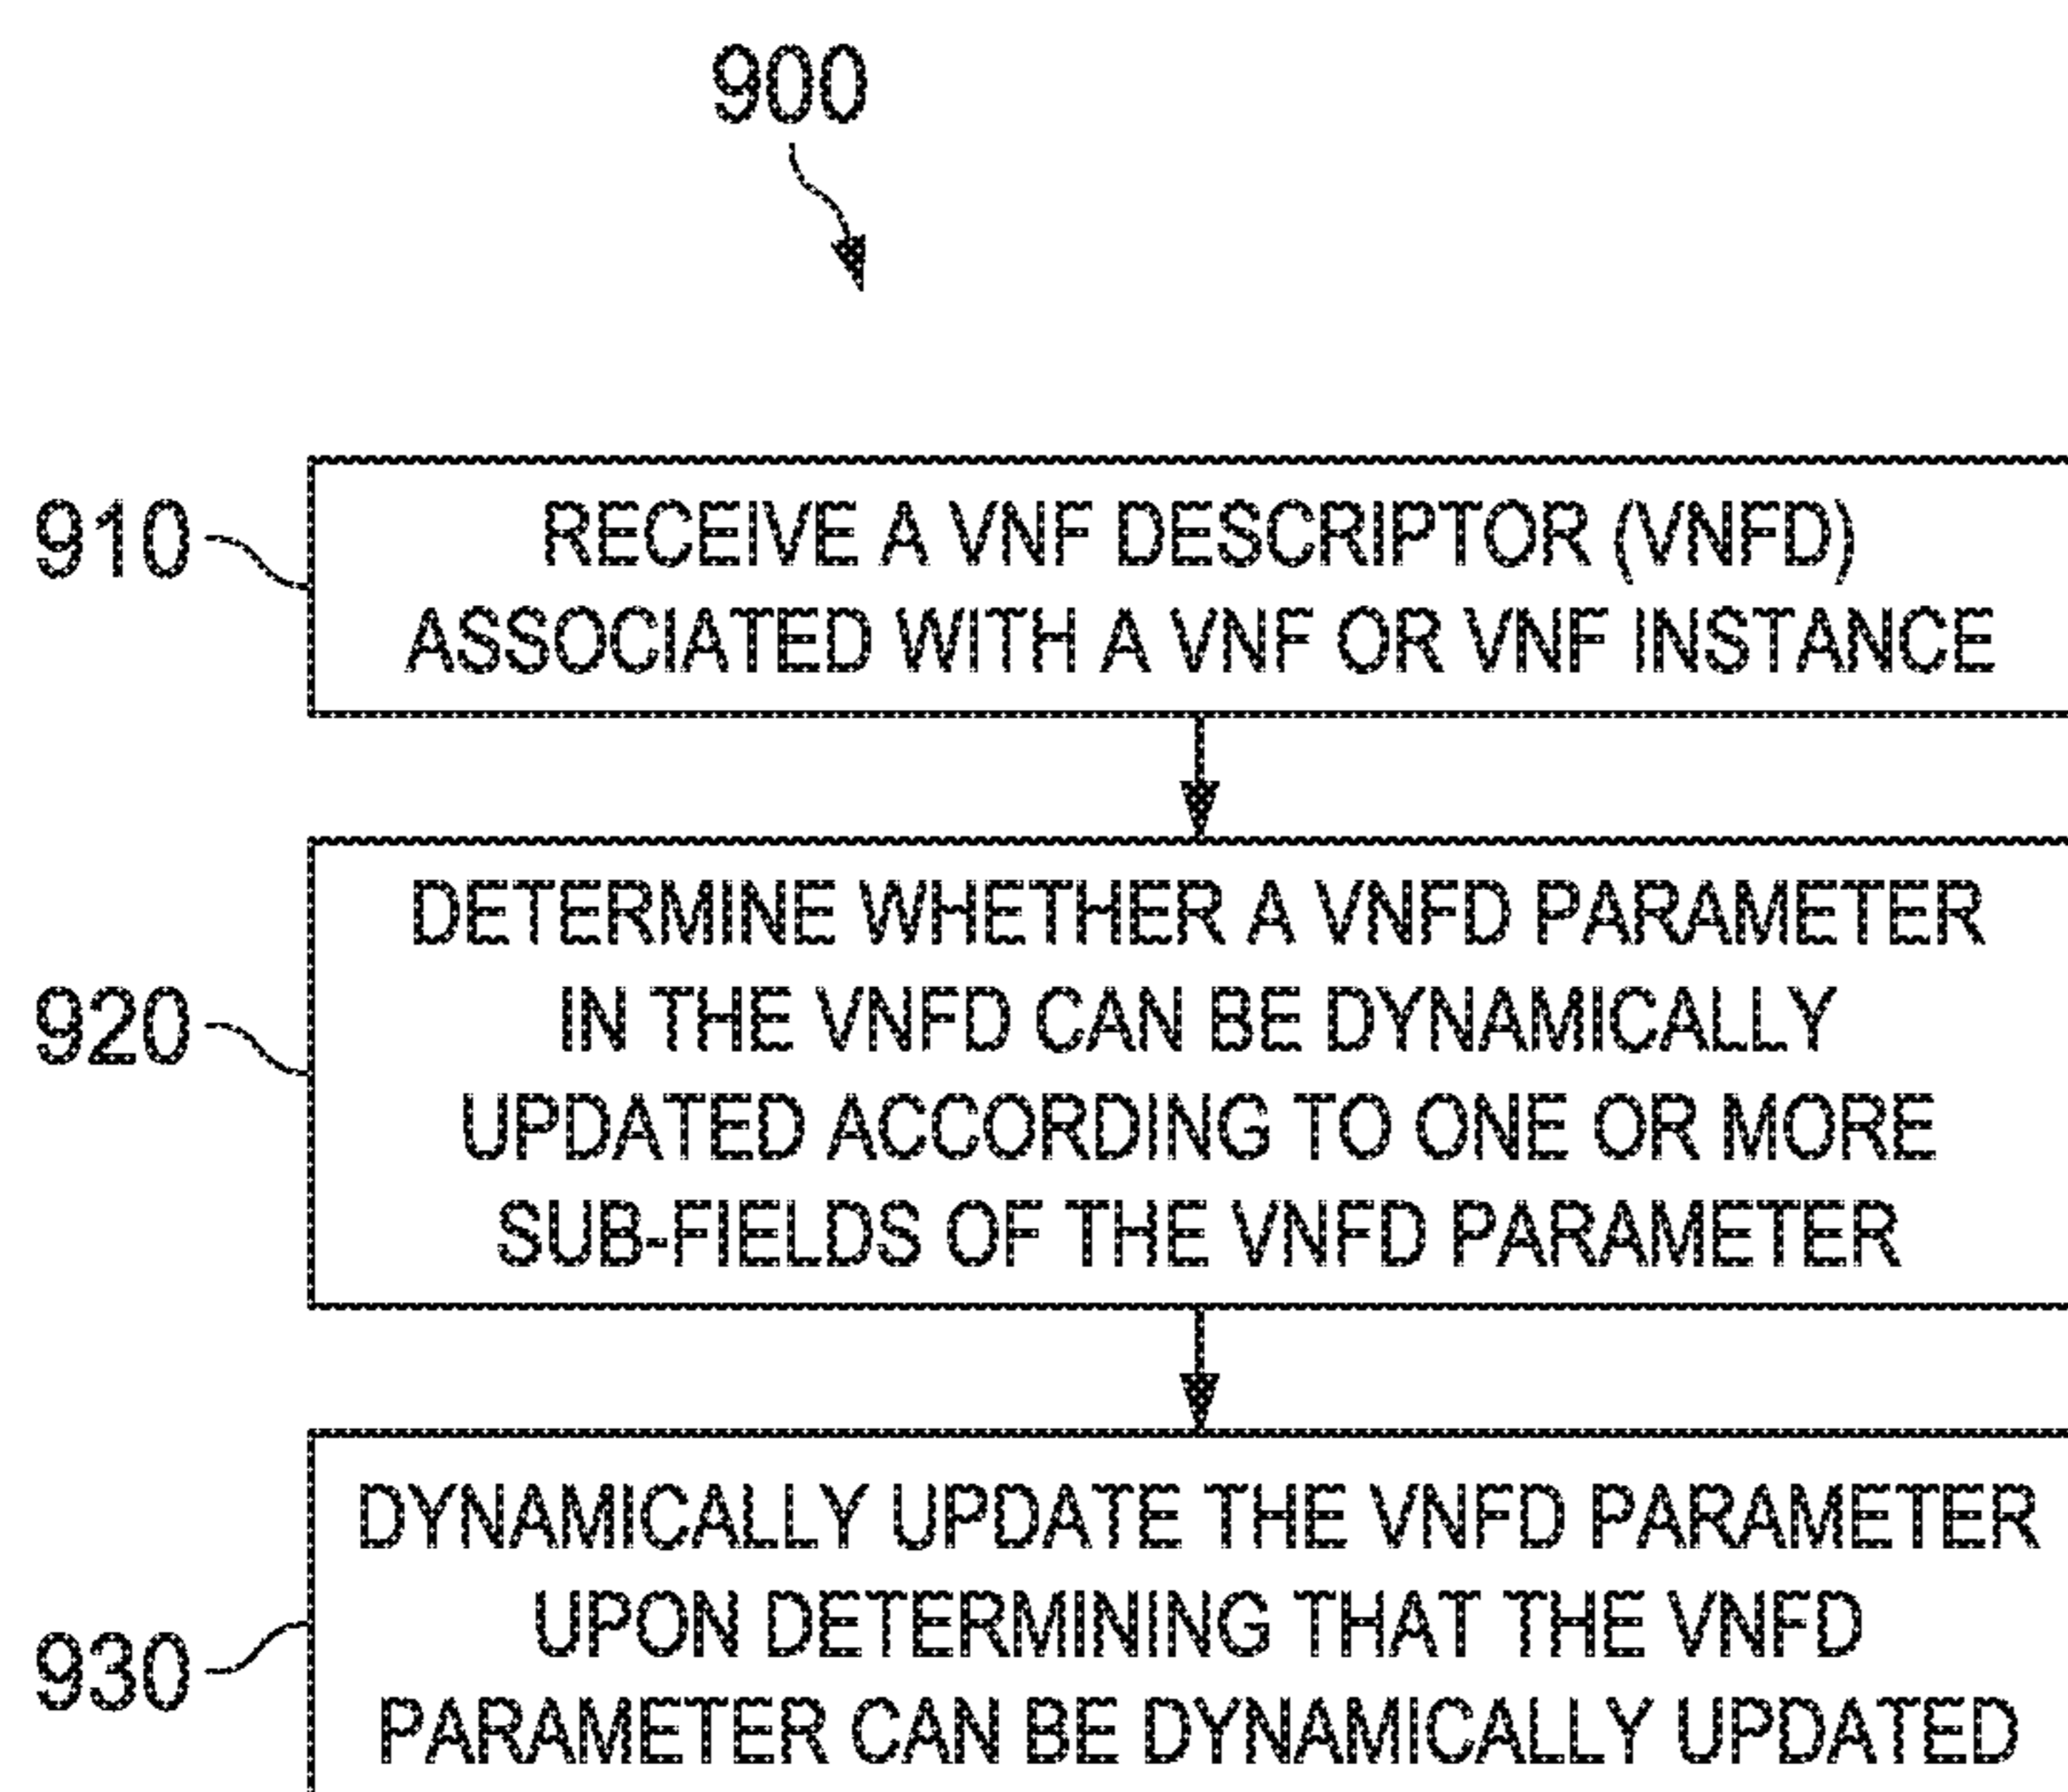 900
910
RECEIVE A VNF DESCRIPTOR (VNFD)
ASSOCIATED WITH A VNF OR VNF INSTANCE
920
DETERMINE WHETHER A VNFD PARAMETER
IN THE VNFD CAN BE DYNAMICALLY
UPDATED ACCORDING TO ONE OR MORE
SUB-FIELDS OF THE VNFD PARAMETER
930
DYNAMICALLY UPDATE THE VNFD PARAMETER
UPON DETERMINING THAT THE VNFD
PARAMETER CAN BE DYNAMICALLY UPDATED